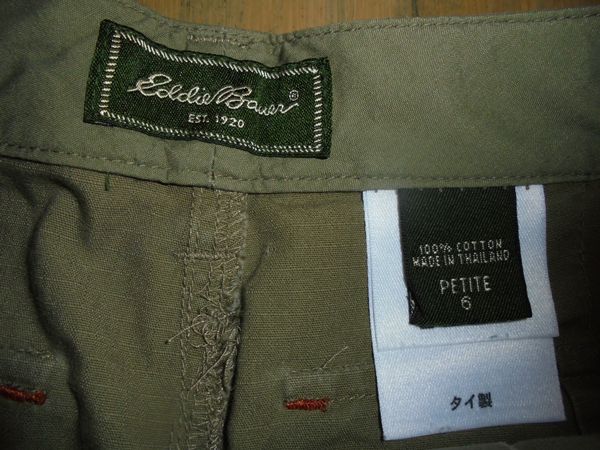 Eddie Bauer®
EST. 1920
100% COTTON
MADE IN THAILAND
PETITE
6
タイ製